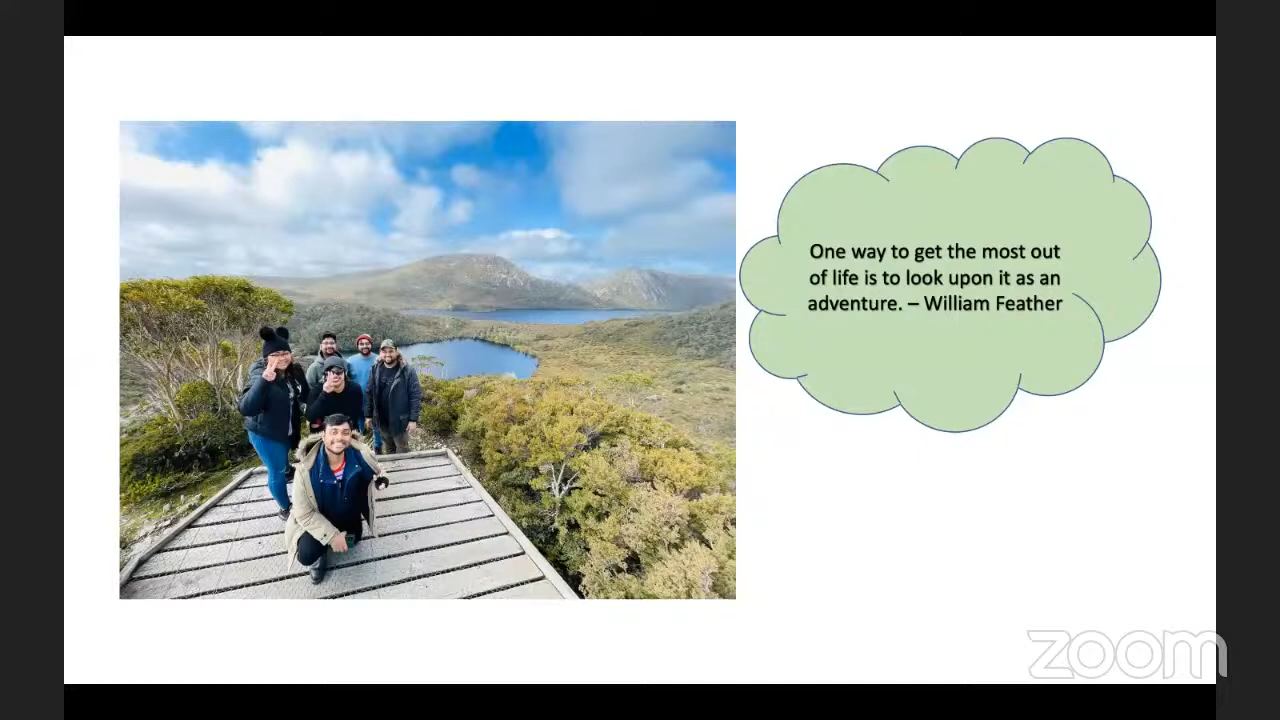 One way to get the most out
of life is to look upon it as an
adventure. – William Feather
zoom